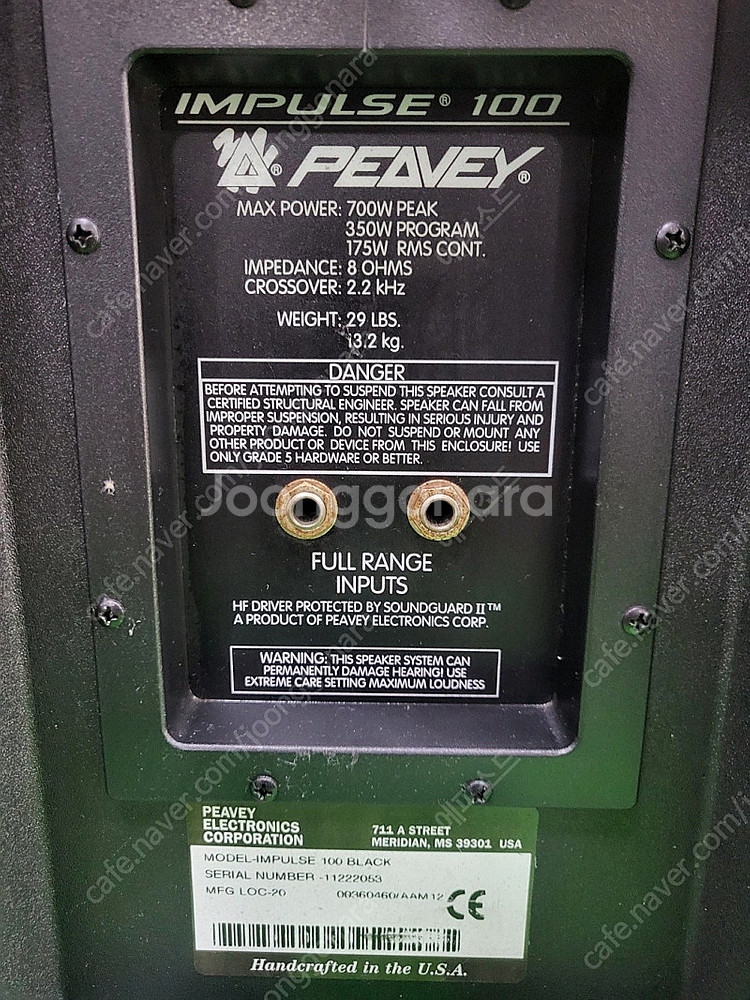 IMPULSE® 100
PEAVEY®
MAX POWER: 700W PEAK
350W PROGRAM
175W RMS CONT.
IMPEDANCE: 8 OHMS
CROSSOVER: 2.2 kHz
WEIGHT: 29 LBS.
13.2 kg.
DANGER
BEFORE ATTEMPTING TO SUSPEND THIS SPEAKER CONSULT A
CERTIFIED STRUCTURAL ENGINEER. SPEAKER CAN FALL FROM
IMPROPER SUSPENSION, RESULTING IN SERIOUS INJURY AND
PROPERTY DAMAGE. DO NOT SUSPEND OR MOUNT ANY
OTHER PRODUCT OR DEVICE FROM THIS ENCLOSURE! USE
ONLY GRADE 5 HARDWARE OR BETTER.
Joonggonara
FULL RANGE
INPUTS
HF DRIVER PROTECTED BY SOUNDGUARD II™
A PRODUCT OF PEAVEY ELECTRONICS CORP.
WARNING: THIS SPEAKER SYSTEM CAN
PERMANENTLY DAMAGE HEARING! USE
EXTREME CARE SETTING MAXIMUM LOUDNESS
PEAVEY
ELECTRONICS
CORPORATION
711 A STREET
MERIDIAN, MS 39301 USA
MODEL-IMPULSE 100 BLACK
SERIAL NUMBER -11222053
MFG LOC-20 00360460/AAM12 CE
Handcrafted in the U.S.A.
cafe.naver.com/joonggonara